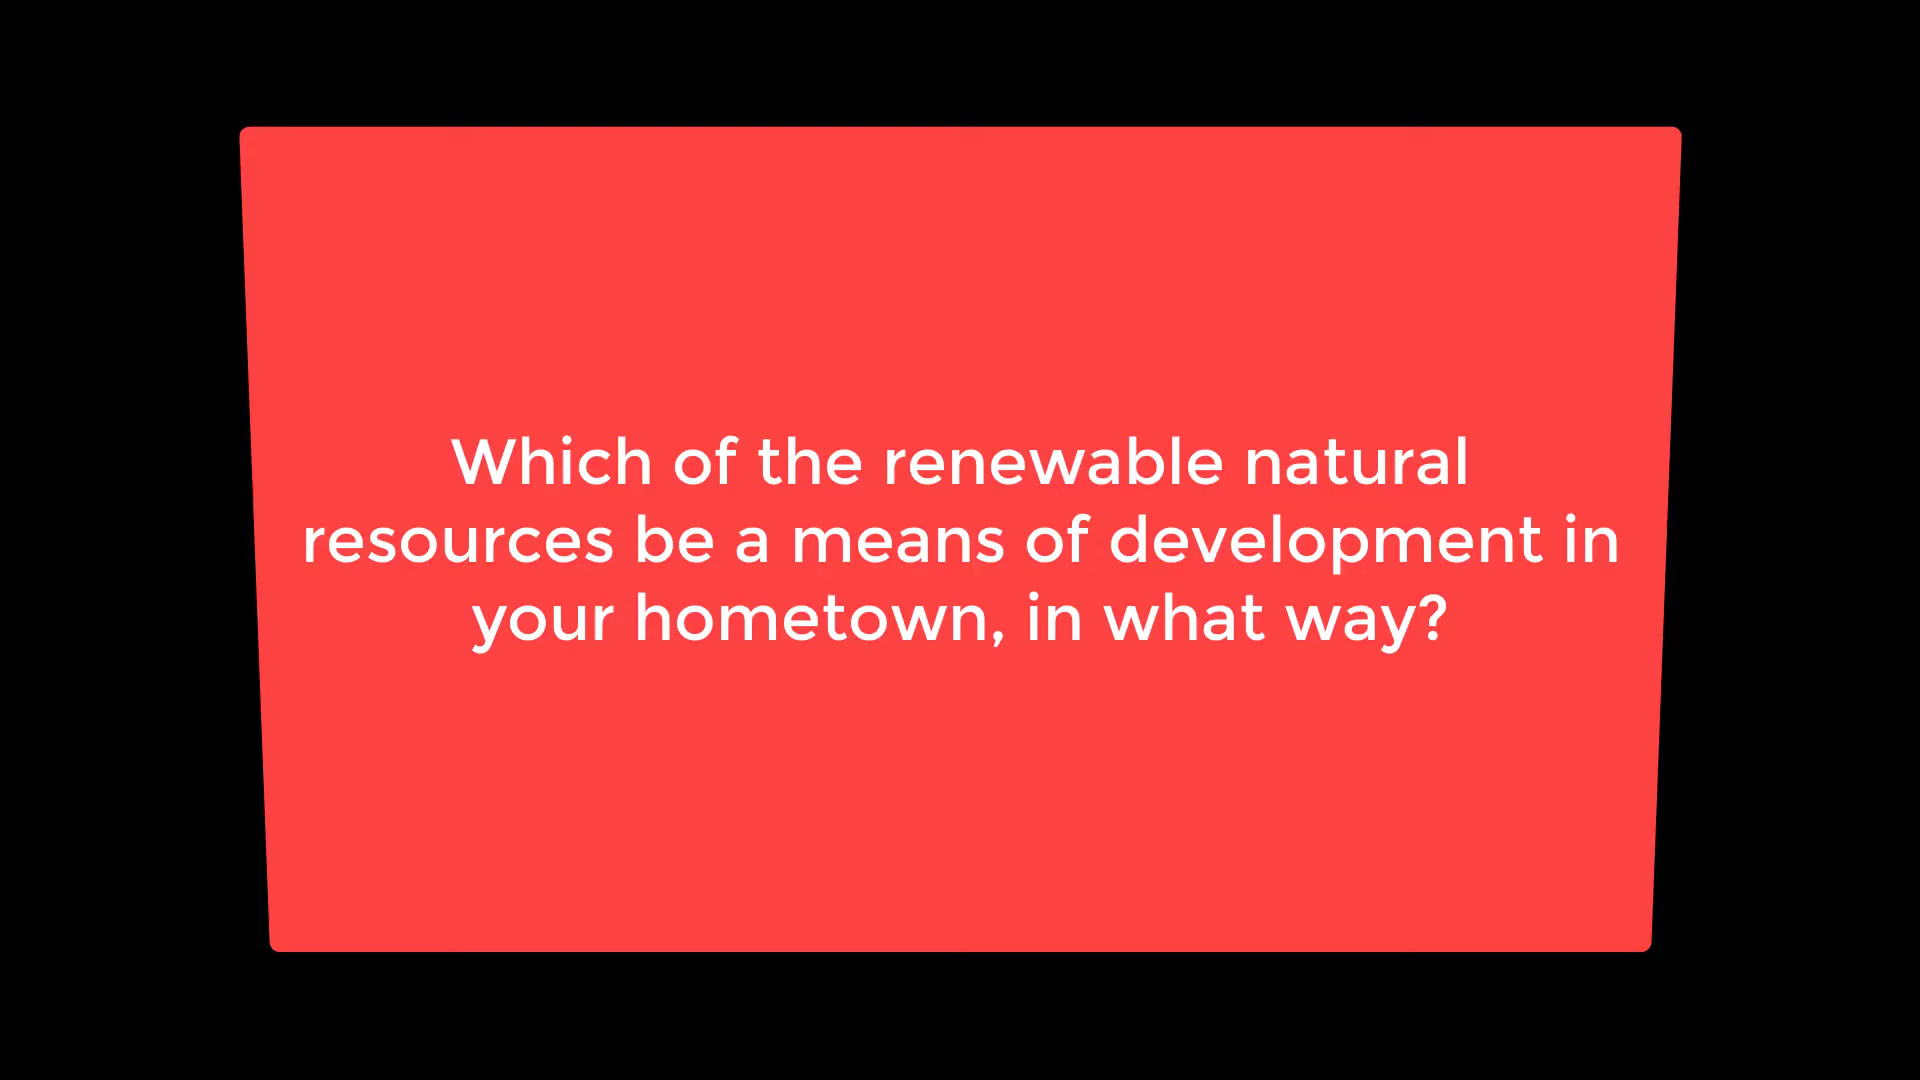 Which of the renewable natural
resources be a means of development in
your hometown, in what way?